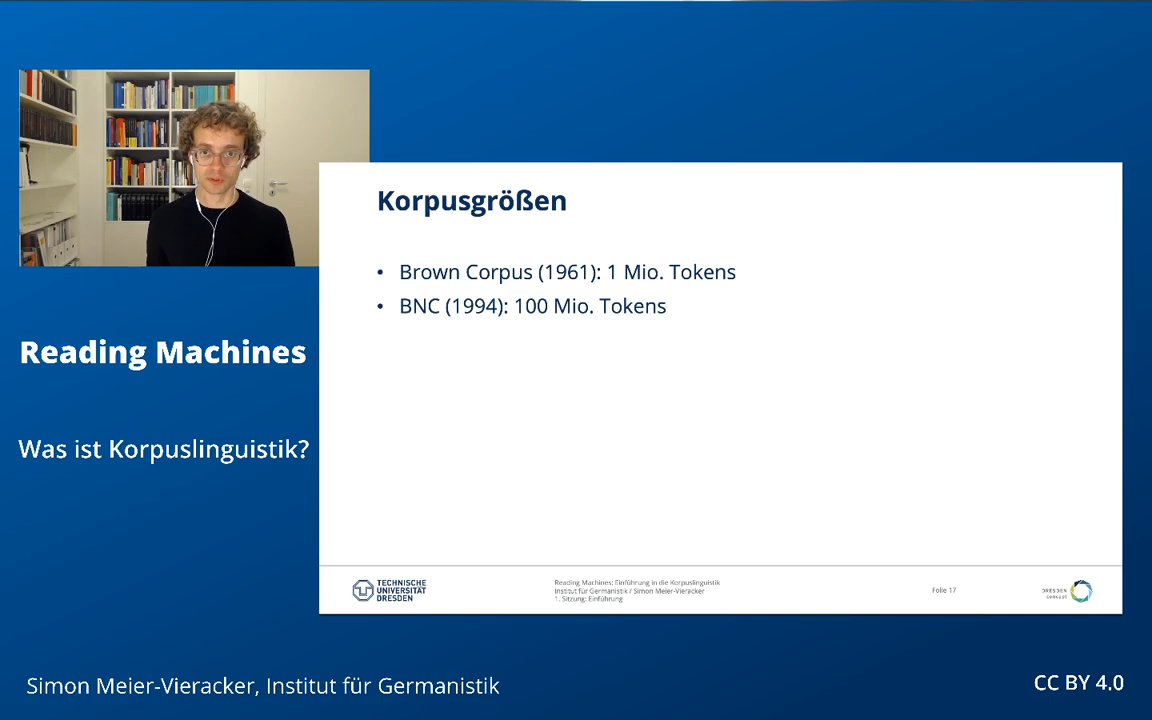 Korpusgrößen
• Brown Corpus (1961): 1 Mio. Tokens
• BNC (1994): 100 Mio. Tokens
Reading Machines
Was ist Korpuslinguistik?
TECHNISCHE
UNIVERSITÄT
DRESDEN
Reading Machines: Einführung in die Korpuslinguistik
Institut für Germanistik / Simon Meier-Vieracker
1. Sitzung: Einführung
Folie 17
DRESDEN
concept
Simon Meier-Vieracker, Institut für Germanistik
CC BY 4.0